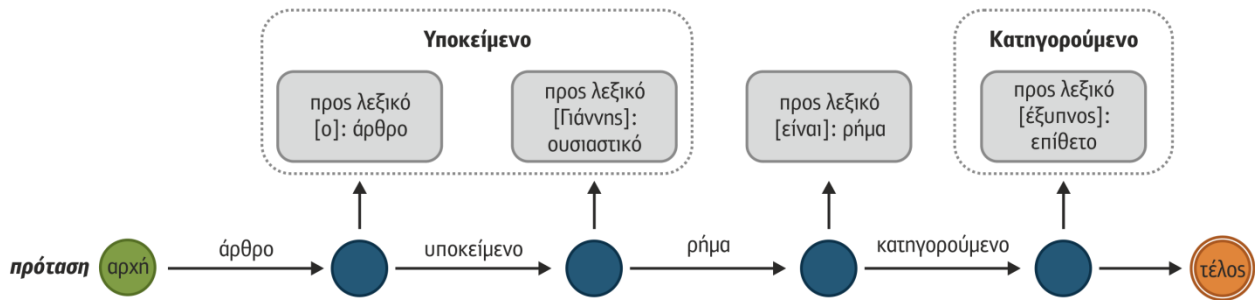 Υποκείμενο
Κατηγορούμενο
προς λεξικό
[ο]: άρθρο
προς λεξικό
[Γιάννης]:
ουσιαστικό
προς λεξικό
[είναι]: ρήμα
προς λεξικό
[έξυπνος]:
επίθετο
πρόταση
αρχή
άρθρο
υποκείμενο
ρήμα
κατηγορούμενο
τέλος